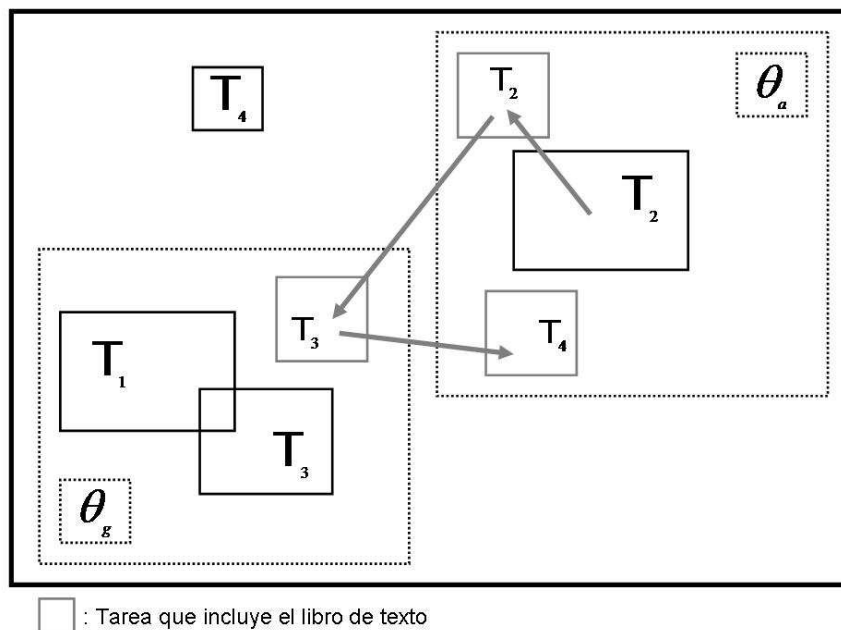 T₄
T₂
θₐ
T₂
T₃
T₄
T₁
T₃
θg
: Tarea que incluye el libro de texto